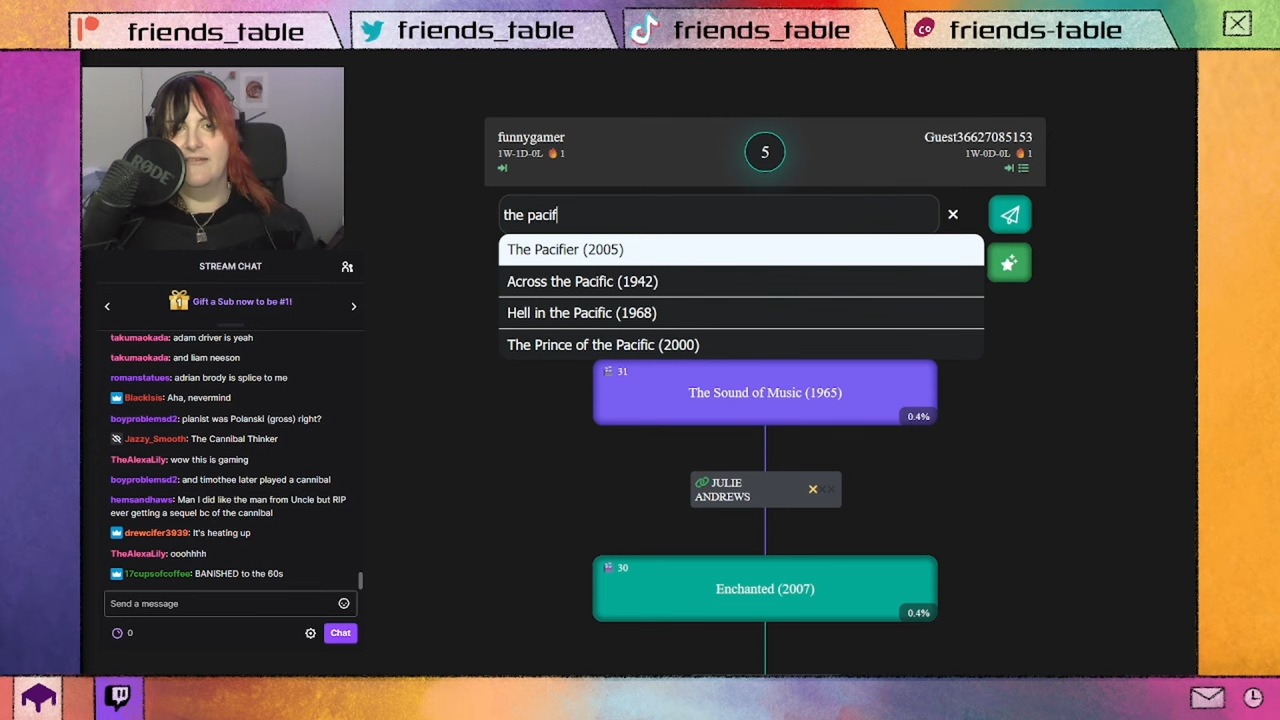 friends_table
friends_table
friends_table
friends-table
RØDE
funnygamer
1W-1D-0L 🔥 1
5
Guest36627085153
1W-0D-0L 🔥 1
the pacif
The Pacifier (2005)
Across the Pacific (1942)
Hell in the Pacific (1968)
The Prince of the Pacific (2000)
31
The Sound of Music (1965)
0.4%
JULIE
ANDREWS
30
Enchanted (2007)
0.4%
STREAM CHAT
1
Gift a Sub now to be #1!
takumaokada: adam driver is yeah
takumaokada: and liam neeson
romanstatues: adrian brody is splice to me
BlackIsis: Aha, nevermind
boyproblemsd2: pianist was Polanski (gross) right?
Jazzy_Smooth: The Cannibal Thinker
TheAlexaLily: wow this is gaming
boyproblemsd2: and timothee later played a cannibal
hemsandhaws: Man I did like the man from Uncle but RIP
ever getting a sequel bc of the cannibal
drewcifer3939: It's heating up
TheAlexaLily: ooohhhh
17cupsofcoffee: BANISHED to the 60s
Send a message
0
Chat